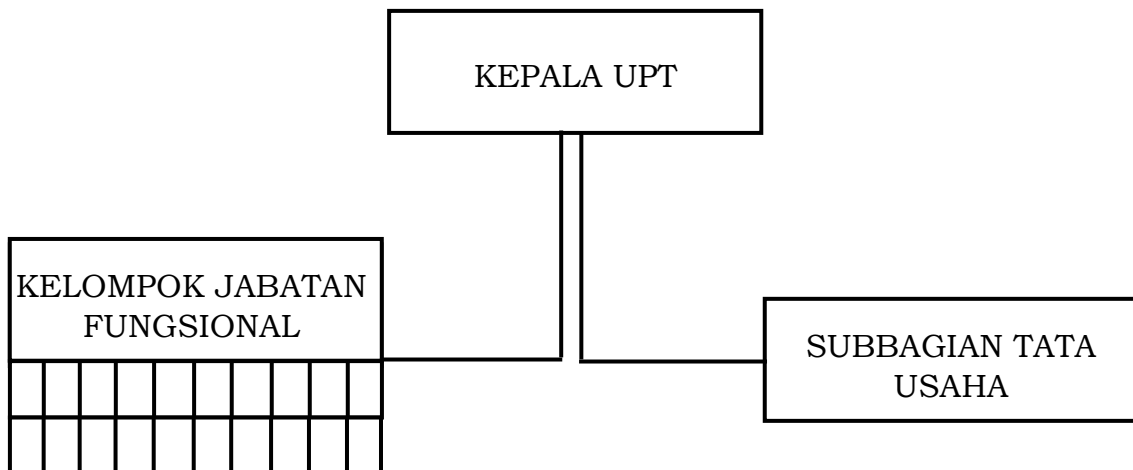 KEPALA UPT
KELOMPOK JABATAN
FUNGSIONAL
SUBBAGIAN TATA
USAHA